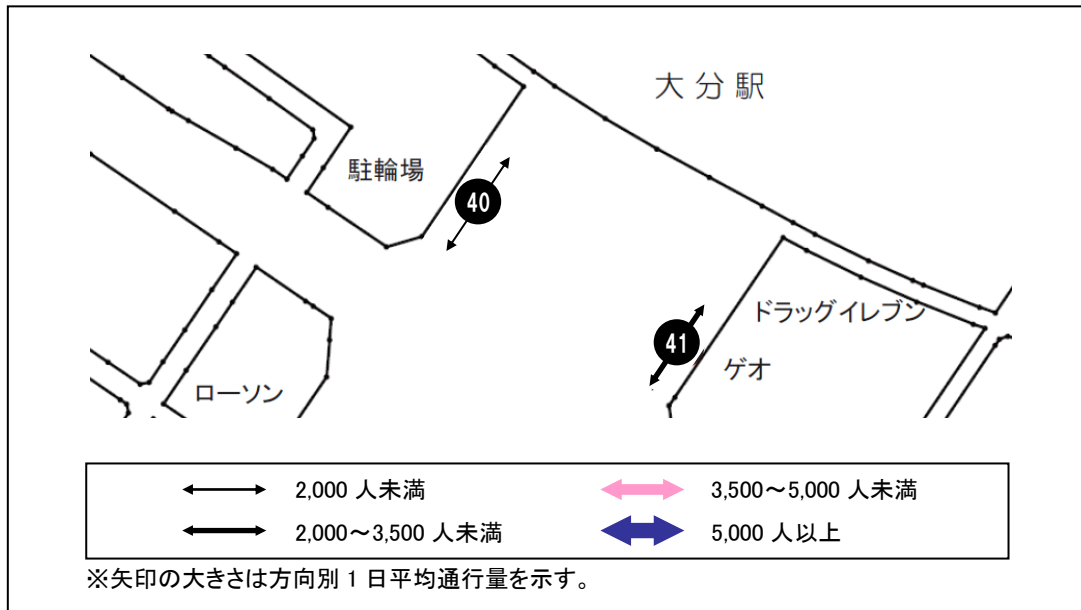 大分駅
駐輪場
40
ドラッグイレブン
41
ゲオ
ローソン
2,000 人未満
3,500~5,000 人未満
2,000~3,500 人未満
5,000 人以上
※矢印の大きさは方向別 1 日平均通行量を示す。